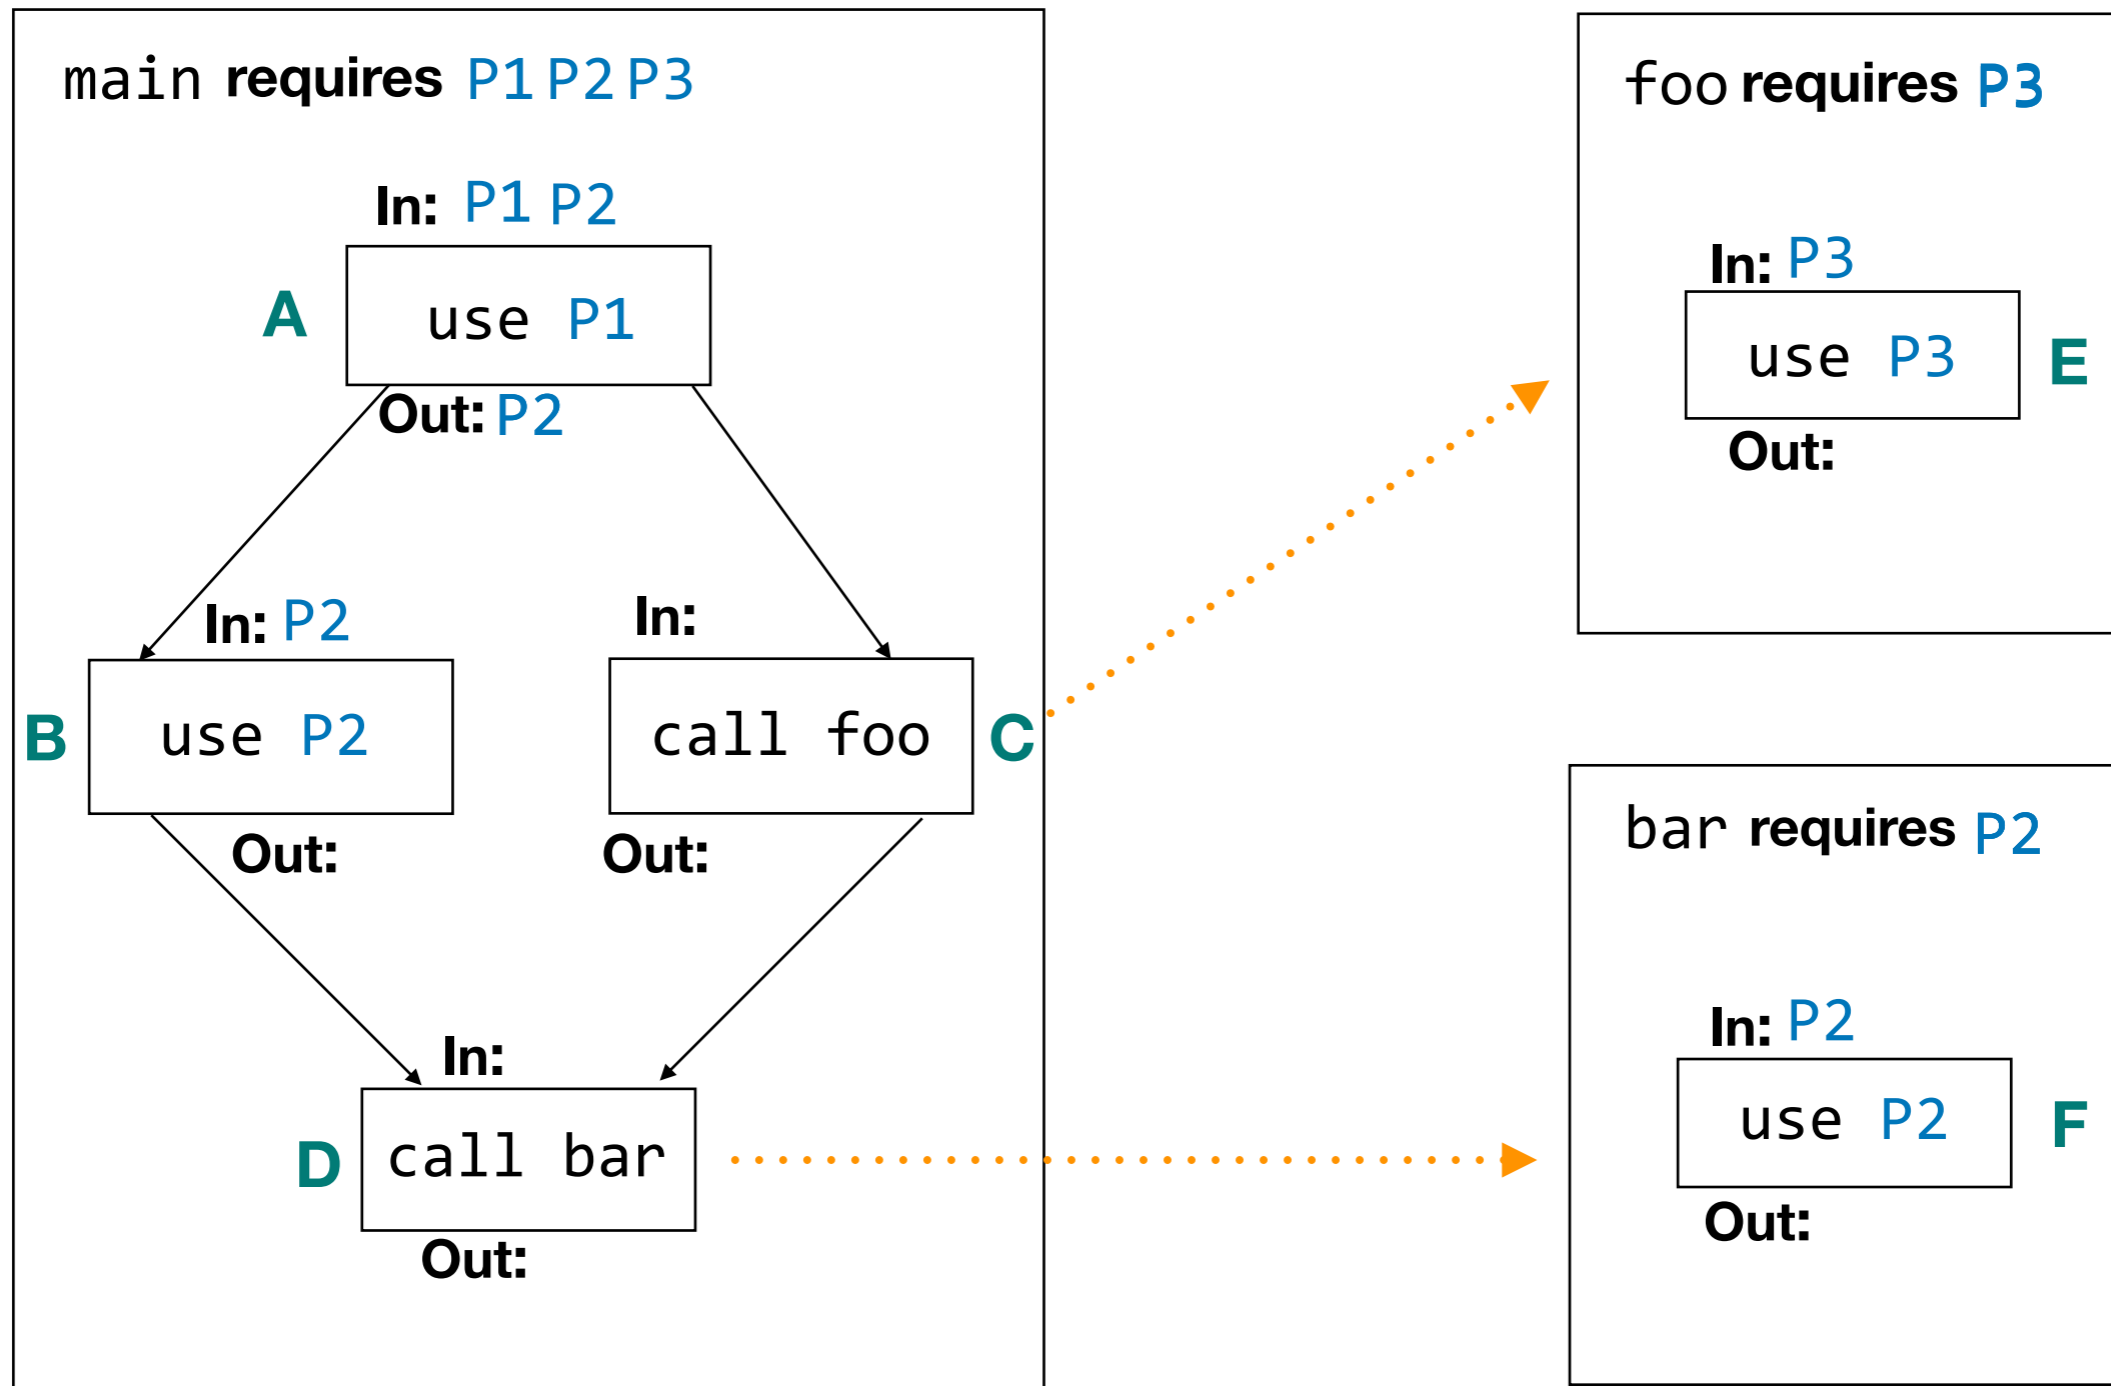 main requires P1 P2 P3
In: P1 P2
A
use P1
Out: P2
In: P2
B
use P2
Out:
In:
call foo
C
Out:
In:
D
call bar
Out:
foo requires P3
In: P3
use P3
E
Out:
bar requires P2
In: P2
use P2
F
Out: